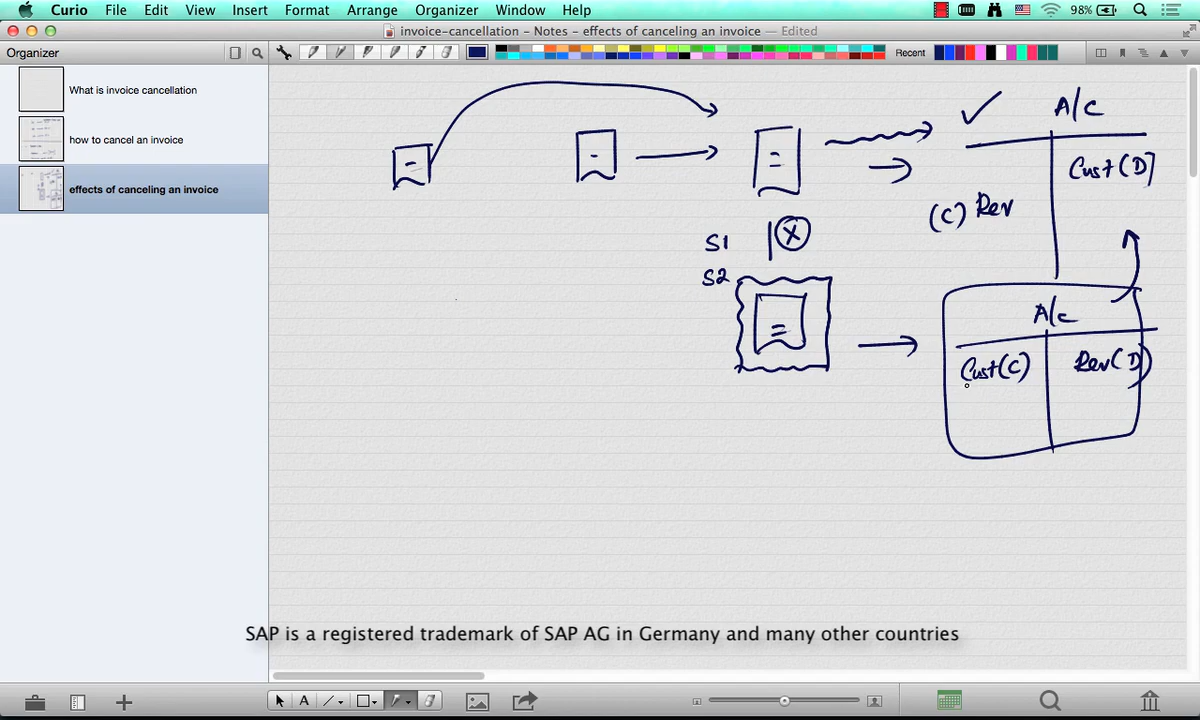 Curio File Edit View Insert Format Arrange Organizer Window Help 98%
invoice-cancellation – Notes – effects of canceling an invoice — Edited
Organizer
Recent
What is invoice cancellation
how to cancel an invoice
effects of canceling an invoice
A/C
Cust(D)
(C) Rev
S1 X
S2
A/C
Cust(C) Rev(D)
SAP is a registered trademark of SAP AG in Germany and many other countries
A